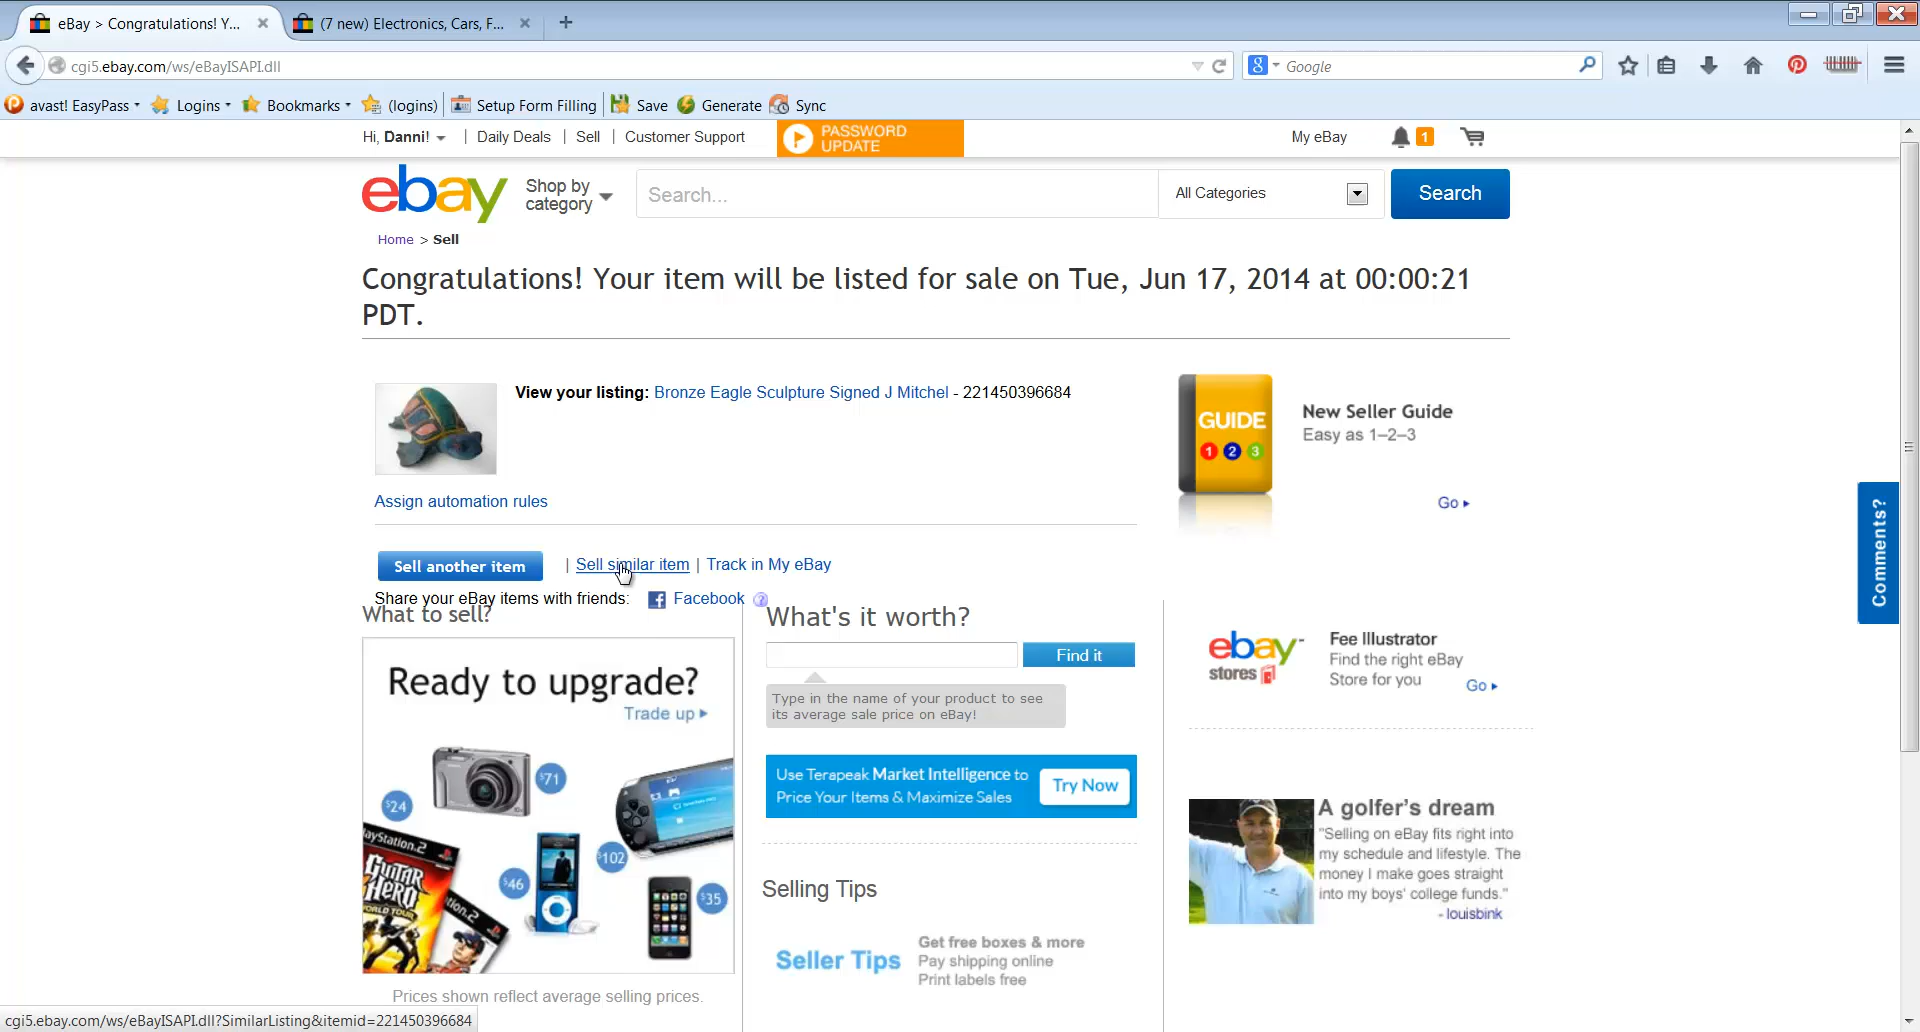 eBay > Congratulations! Y...
(7 new) Electronics, Cars, F...
cgi5.ebay.com/ws/eBayISAPI.dll
Google
avast! EasyPass
Logins
Bookmarks
(logins)
Setup Form Filling
Save
Generate
Sync
Hi, Danni!
Daily Deals
Sell
Customer Support
PASSWORD
UPDATE
My eBay
1
ebay
Shop by
category
Search...
All Categories
Search
Home > Sell
Congratulations! Your item will be listed for sale on Tue, Jun 17, 2014 at 00:00:21
PDT.
View your listing: Bronze Eagle Sculpture Signed J Mitchel - 221450396684
Assign automation rules
GUIDE
1 2 3
New Seller Guide
Easy as 1–2–3
Go
Comments?
Sell another item
| Sell similar item | Track in My eBay
Share your eBay items with friends:
Facebook
?
What to sell?
Ready to upgrade?
Trade up
$71
$24
$102
$46
$35
PlayStation.2
Guitar
Hero
WORLD TOUR
Prices shown reflect average selling prices.
What's it worth?
Find it
Type in the name of your product to see
its average sale price on eBay!
Use Terapeak Market Intelligence to
Price Your Items & Maximize Sales
Try Now
Selling Tips
Seller Tips
Get free boxes & more
Pay shipping online
Print labels free
ebay™
stores
Fee Illustrator
Find the right eBay
Store for you
Go
A golfer's dream
"Selling on eBay fits right into
my schedule and lifestyle. The
money I make goes straight
into my boys' college funds."
- louisbink
cgi5.ebay.com/ws/eBayISAPI.dll?SimilarListing&itemid=221450396684